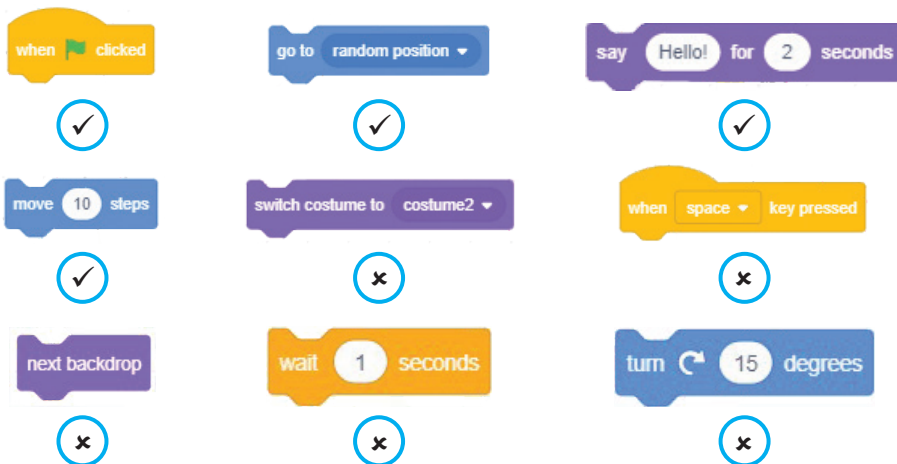 when clicked
go to random position
say Hello! for 2 seconds
move 10 steps
switch costume to costume2
when space key pressed
next backdrop
wait 1 seconds
turn 15 degrees